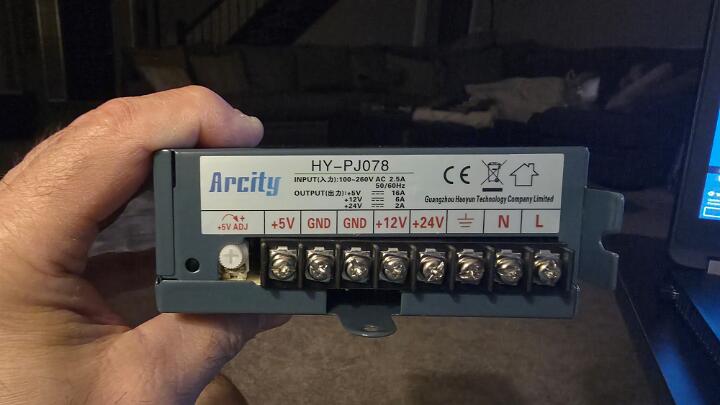 Arcity
HY-PJ078
INPUT(入力):100~260V AC 2.5A
50/60Hz
OUTPUT(出力):+5V 16A
+12V 6A
+24V 2A
CE
Guangzhou Haoyun Technology Company Limited
+5V ADJ
+5V GND GND +12V +24V N L